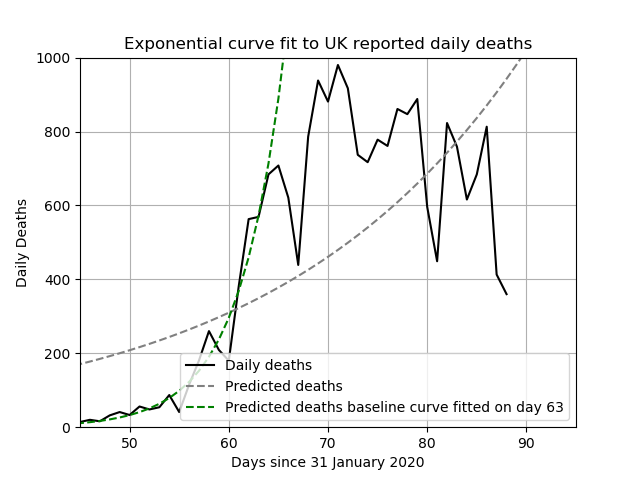 Exponential curve fit to UK reported daily deaths
1000
800
600
400
200
0
Daily Deaths
Daily deaths
Predicted deaths
Predicted deaths baseline curve fitted on day 63
50 60 70 80 90
Days since 31 January 2020